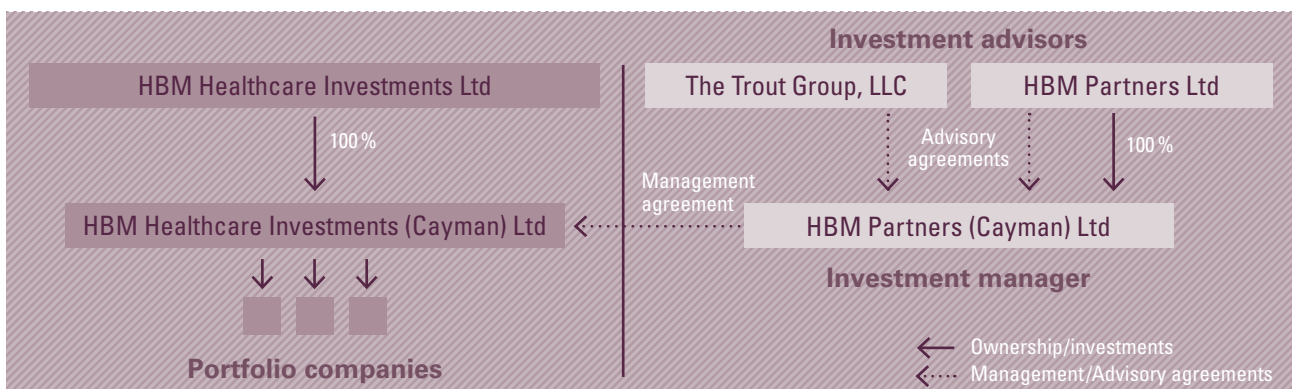 Investment advisors
HBM Healthcare Investments Ltd
The Trout Group, LLC
HBM Partners Ltd
100 %
Advisory
agreements
100 %
Management
agreement
HBM Healthcare Investments (Cayman) Ltd
HBM Partners (Cayman) Ltd
Investment manager
Portfolio companies
Ownership/investments
Management/Advisory agreements